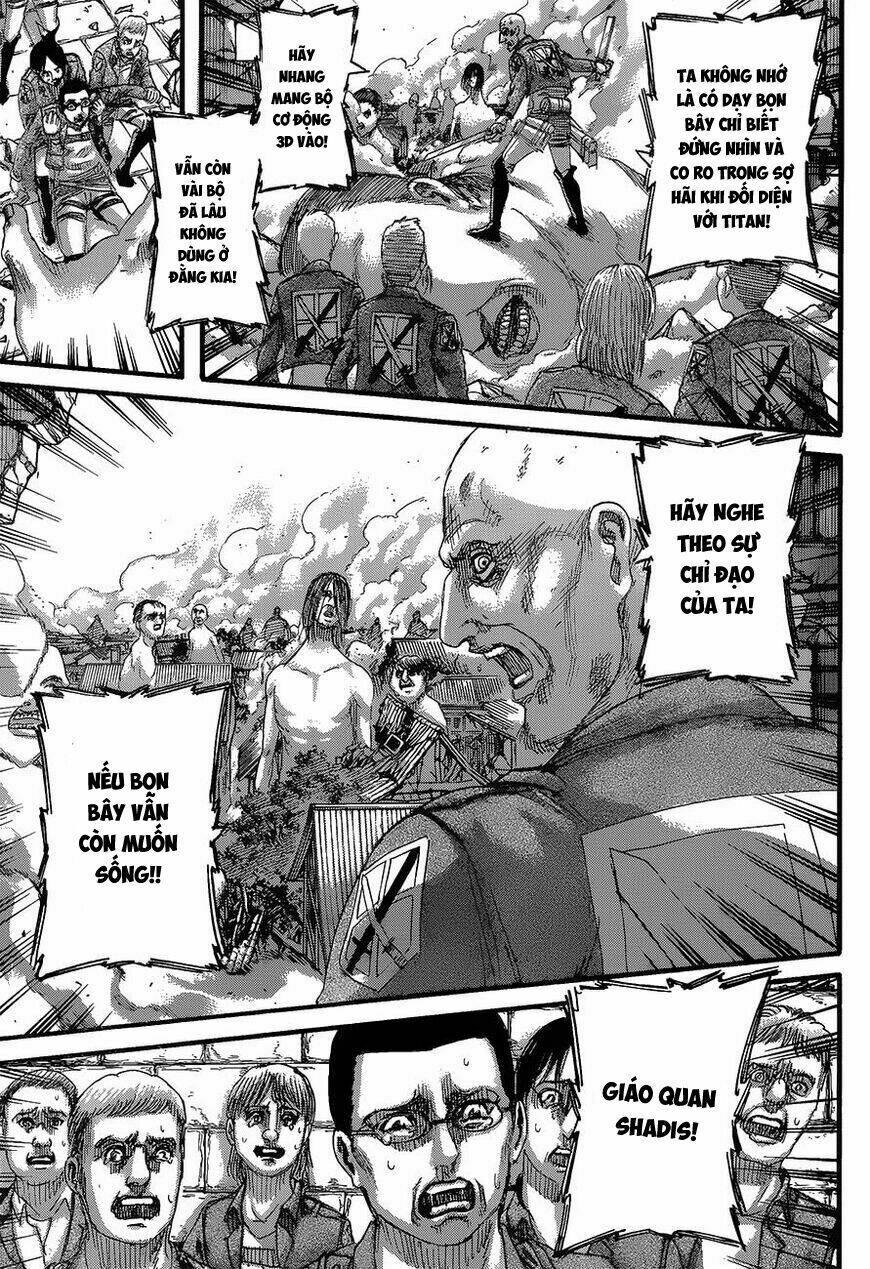 TA KHÔNG NHỚ
LÀ CÓ DẠY BỌN
BÂY CHỈ BIẾT
ĐỨNG NHÌN VÀ
CO RO TRONG SỢ
HÃI KHI ĐỐI DIỆN
VỚI TITAN!
HÃY
NHANG
MANG BỘ
CƠ ĐỘNG
3D VÀO!
VẪN CÒN
VÀI BỘ
ĐÃ LÂU
KHÔNG
DÙNG Ở
ĐẰNG KIA!
HÃY NGHE
THEO SỰ
CHỈ ĐẠO
CỦA TA!
NẾU BỌN
BÂY VẪN
CÒN MUỐN
SỐNG!!
GIÁO QUAN
SHADIS!